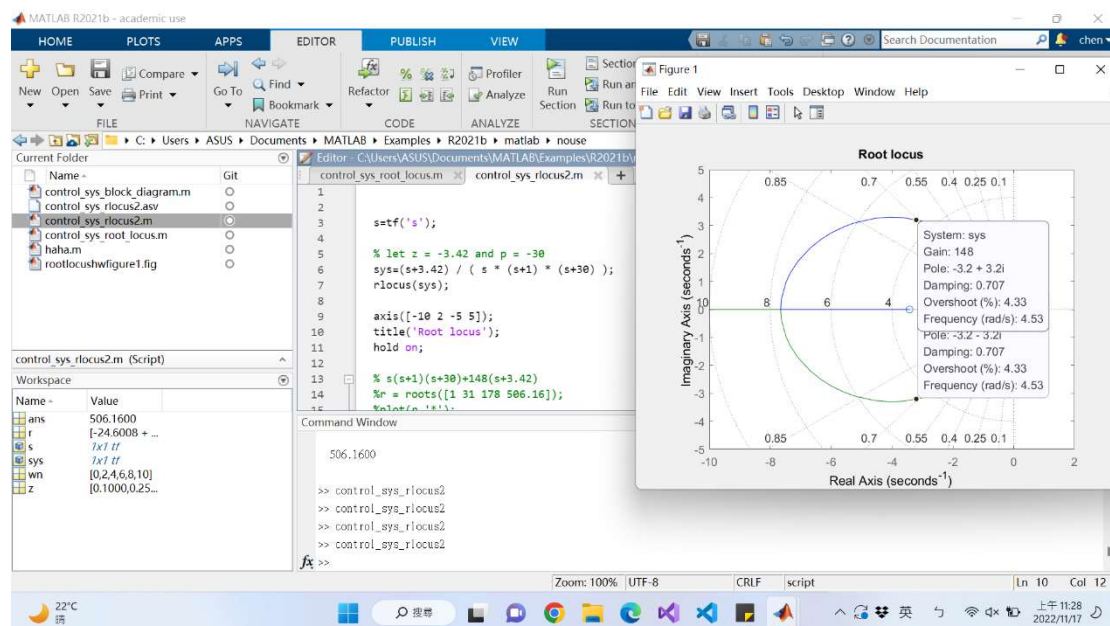 MATLAB R2021b - academic use
HOME PLOTS APPS EDITOR PUBLISH VIEW
Search Documentation
chen
New Open Save
Compare
Print
FILE
Go To
Find
Bookmark
NAVIGATE
Refactor
CODE
Profiler
Analyze
ANALYZE
Run Section
Section
Run an
Run to
SECTION
C: Users ASUS Documents MATLAB Examples R2021b matlab nouse
Current Folder
Name Git
control_sys_block_diagram.m
control_sys_rlocus2.asv
control_sys_rlocus2.m
control_sys_root_locus.m
haha.m
rootlocushwfigure1.fig
control_sys_rlocus2.m (Script)
Workspace
Name Value
ans 506.1600
r [-24.6008 + ...
s 1x1 tf
sys 1x1 tf
wn [0,2,4,6,8,10]
z [0.1000,0.25...
Editor - C:\Users\ASUS\Documents\MATLAB\Examples\R2021b\
control_sys_root_locus.m control_sys_rlocus2.m
1
2
3 s=tf('s');
4
5 % let z = -3.42 and p = -30
6 sys=(s+3.42) / ( s * (s+1) * (s+30) );
7 rlocus(sys);
8
9 axis([-10 2 -5 5]);
10 title('Root locus');
11 hold on;
12
13 % s(s+1)(s+30)+148(s+3.42)
14 %r = roots([1 31 178 506.16]);
15 %plot(r,'*');
Command Window
506.1600
>> control_sys_rlocus2
>> control_sys_rlocus2
>> control_sys_rlocus2
>> control_sys_rlocus2
fx >>
Figure 1
File Edit View Insert Tools Desktop Window Help
Root locus
5
4
3
2
1
0
-1
-2
-3
-4
-5
-10 -8 -6 -4 -2 0 2
Imaginary Axis (seconds-1)
Real Axis (seconds-1)
0.85 0.7 0.55 0.4 0.25 0.1
10 8 6 4
0.85 0.7 0.55 0.4 0.25 0.1
System: sys
Gain: 148
Pole: -3.2 + 3.2i
Damping: 0.707
Overshoot (%): 4.33
Frequency (rad/s): 4.53
Pole: -3.2 - 3.2i
Damping: 0.707
Overshoot (%): 4.33
Frequency (rad/s): 4.53
Zoom: 100% UTF-8 CRLF script Ln 10 Col 12
22°C
晴
搜尋
英
ㄅ
上午 11:28
2022/11/17